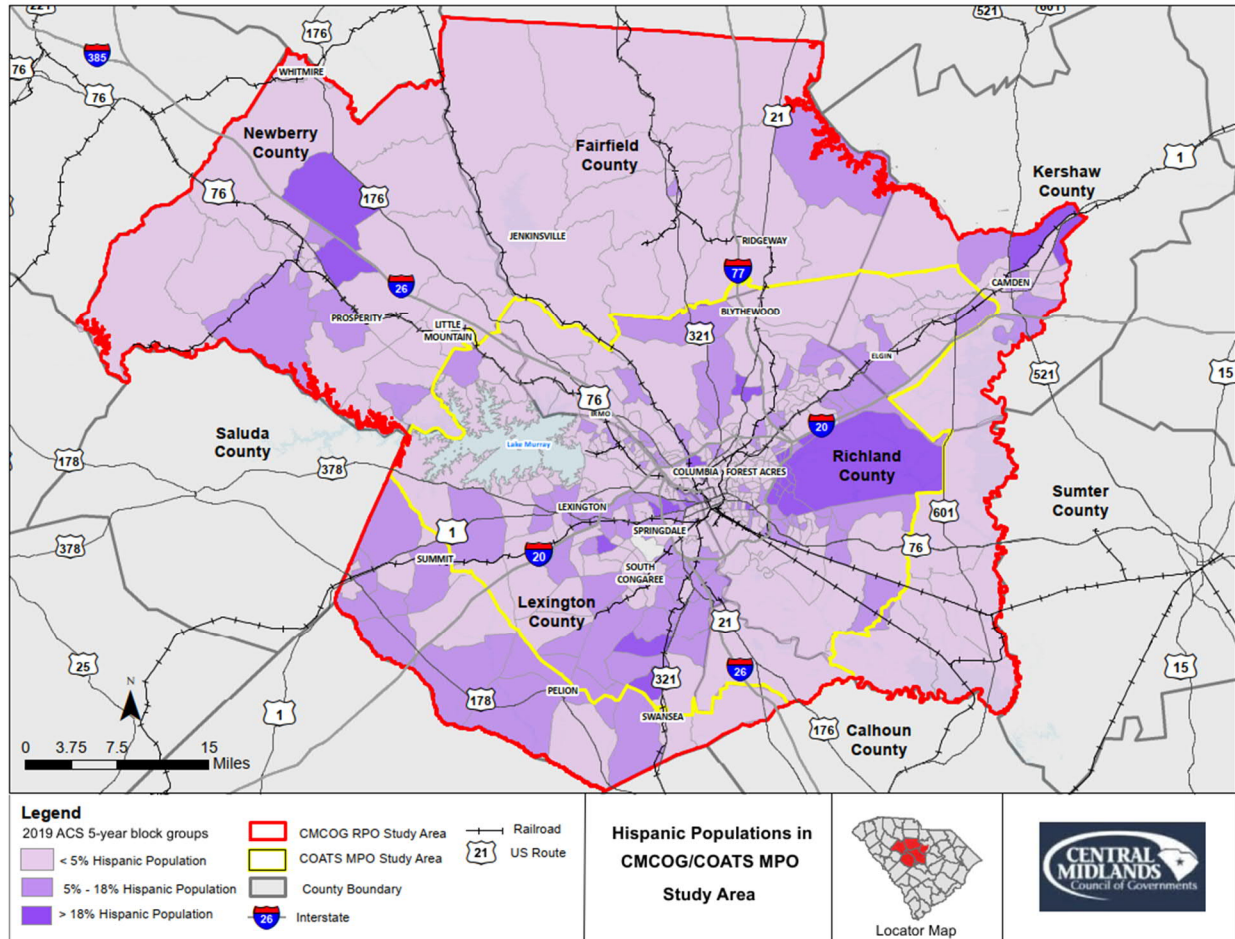 221
176
521
601
385
76
76
WHITMIRE
Newberry
County
Fairfield
County
21
Kershaw
County
1
76
176
JENKINSVILLE
RIDGEWAY
77
26
CAMDEN
PROSPERITY
LITTLE
MOUNTAIN
BLYTHEWOOD
321
ELGIN
521
15
76
IRMO
20
Saluda
County
Lake Murray
178
378
COLUMBIA
FOREST ACRES
Richland
County
Sumter
County
LEXINGTON
601
378
1
SPRINGDALE
76
SUMMIT
20
SOUTH
CONGAREE
Lexington
County
21
25
N
178
PELION
321
26
15
1
SWANSEA
176
Calhoun
County
0 3.75 7.5 15
Miles
Legend
2019 ACS 5-year block groups
< 5% Hispanic Population
5% - 18% Hispanic Population
> 18% Hispanic Population
CMCOG RPO Study Area
COATS MPO Study Area
County Boundary
26 Interstate
Railroad
21 US Route
Hispanic Populations in
CMCOG/COATS MPO
Study Area
Locator Map
CENTRAL
MIDLANDS
Council of Governments